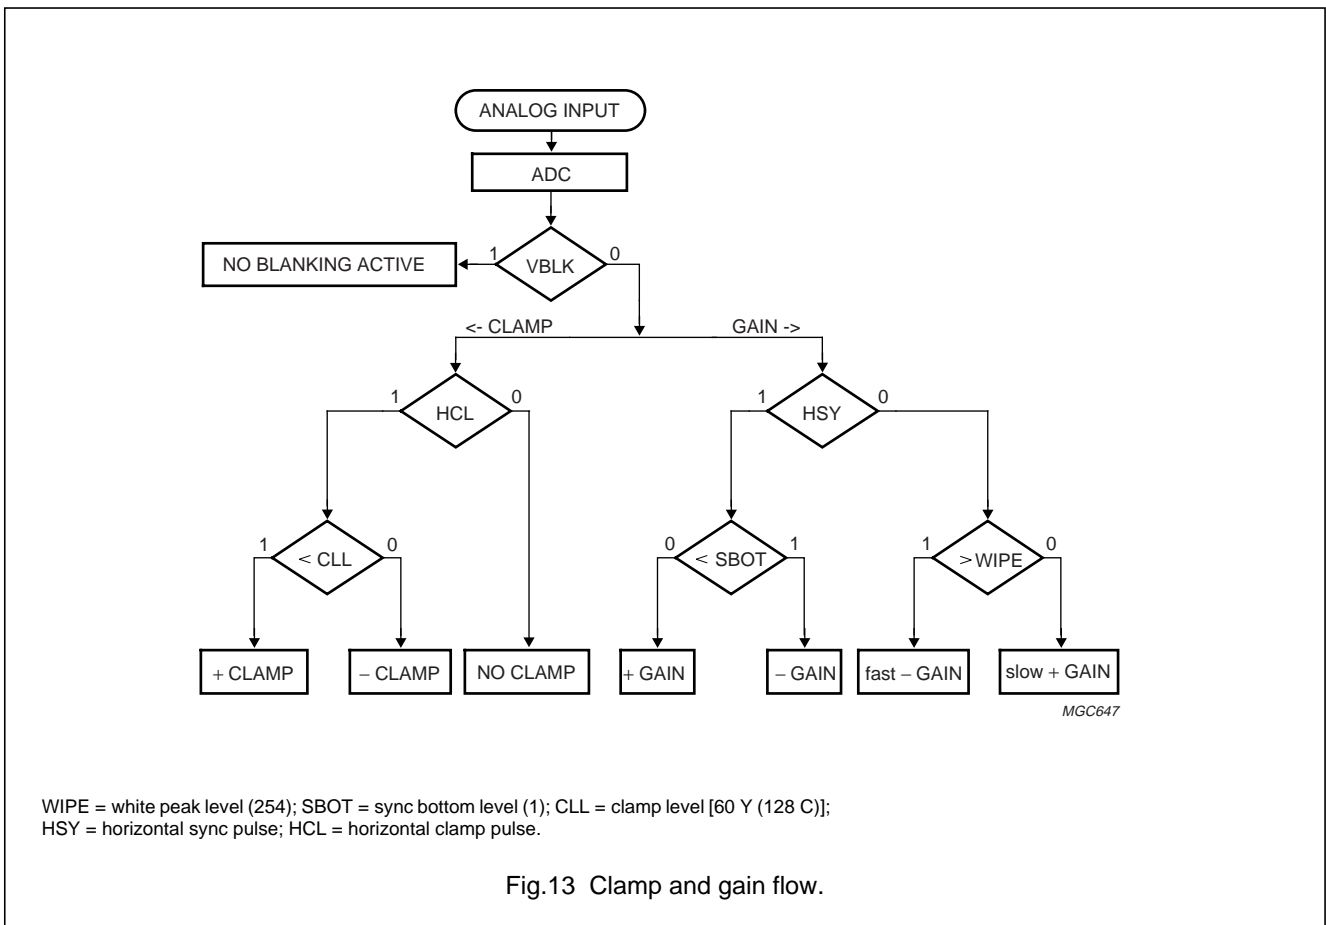 ANALOG INPUT
ADC
NO BLANKING ACTIVE
1
VBLK
0
<- CLAMP
GAIN ->
1
HCL
0
1
HSY
0
1
< CLL
0
0
< SBOT
1
1
> WIPE
0
+ CLAMP
− CLAMP
NO CLAMP
+ GAIN
− GAIN
fast − GAIN
slow + GAIN
MGC647
WIPE = white peak level (254); SBOT = sync bottom level (1); CLL = clamp level [60 Y (128 C)];
HSY = horizontal sync pulse; HCL = horizontal clamp pulse.
Fig.13 Clamp and gain flow.